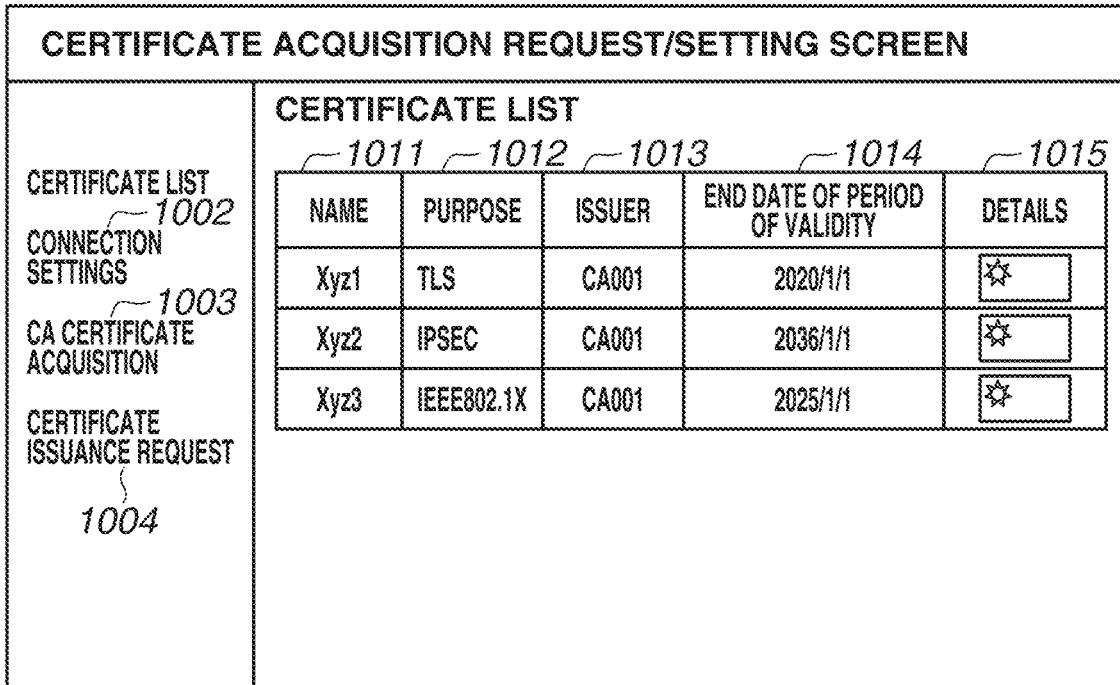 CERTIFICATE ACQUISITION REQUEST/SETTING SCREEN
CERTIFICATE LIST
1002
CONNECTION
SETTINGS
1003
CA CERTIFICATE
ACQUISITION
CERTIFICATE
ISSUANCE REQUEST
1004
CERTIFICATE LIST
1011 1012 1013 1014 1015
NAME PURPOSE ISSUER END DATE OF PERIOD OF VALIDITY DETAILS
Xyz1 TLS CA001 2020/1/1
Xyz2 IPSEC CA001 2036/1/1
Xyz3 IEEE802.1X CA001 2025/1/1